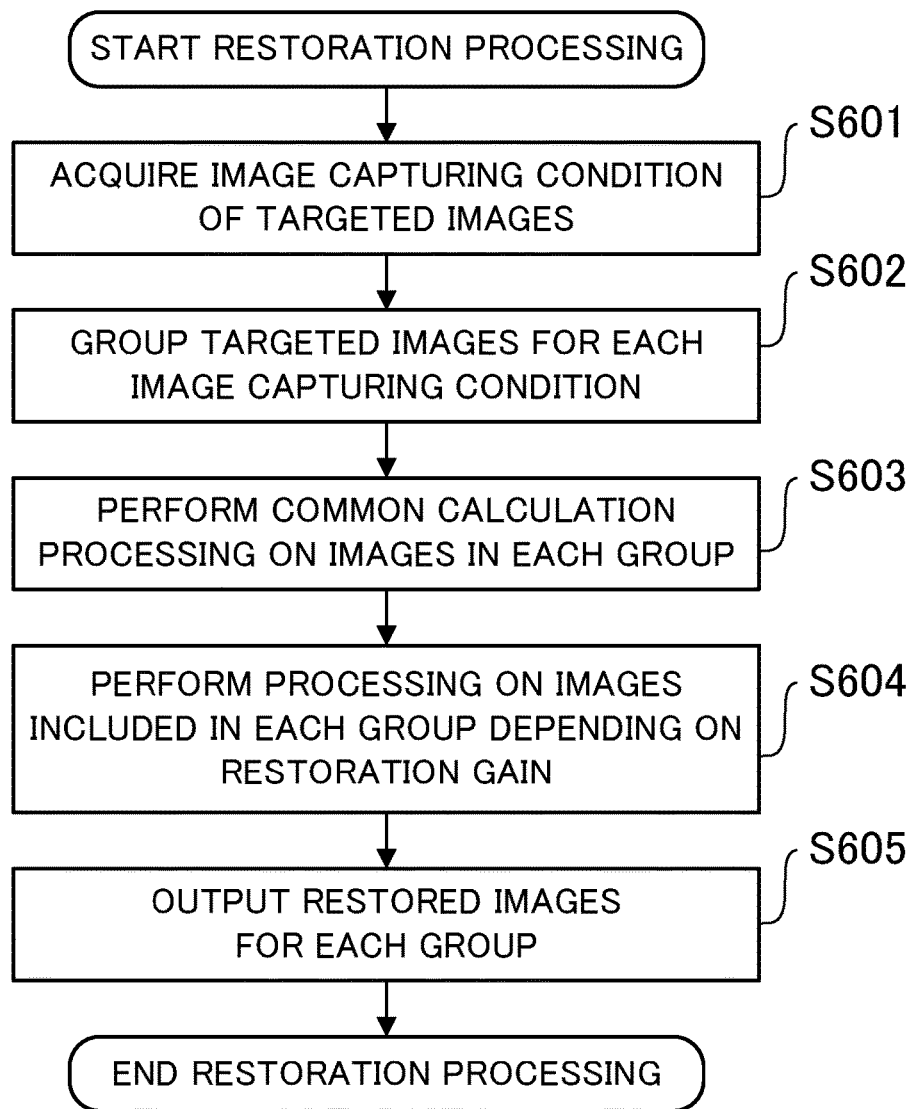 START RESTORATION PROCESSING
S601
ACQUIRE IMAGE CAPTURING CONDITION
OF TARGETED IMAGES
S602
GROUP TARGETED IMAGES FOR EACH
IMAGE CAPTURING CONDITION
S603
PERFORM COMMON CALCULATION
PROCESSING ON IMAGES IN EACH GROUP
S604
PERFORM PROCESSING ON IMAGES
INCLUDED IN EACH GROUP DEPENDING ON
RESTORATION GAIN
S605
OUTPUT RESTORED IMAGES
FOR EACH GROUP
END RESTORATION PROCESSING